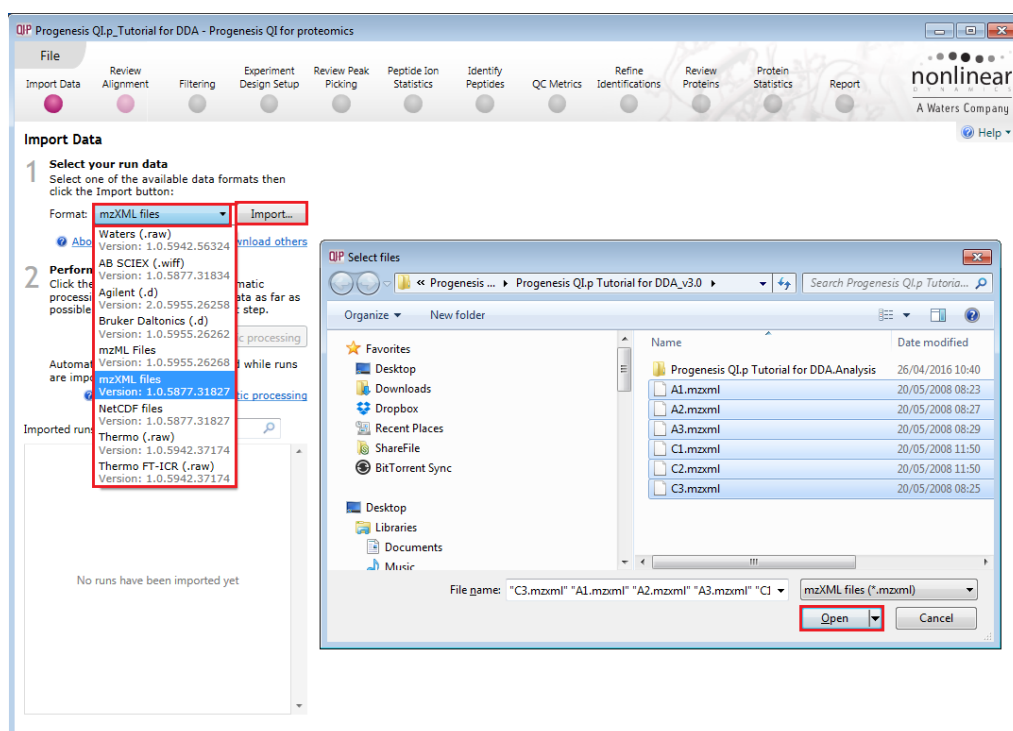 Progenesis QI.p_Tutorial for DDA - Progenesis QI for proteomics
File
Import Data
Review Alignment
Filtering
Experiment Design Setup
Review Peak Picking
Peptide Ion Statistics
Identify Peptides
QC Metrics
Refine Identifications
Review Proteins
Protein Statistics
Report
nonlinear
DYNAMICS
A Waters Company
Help
Import Data
1 Select your run data
Select one of the available data formats then
click the Import button:
Format: mzXML files
Import...
Abo
wnload others
Waters (.raw)
Version: 1.0.5942.56324
AB SCIEX (.wiff)
Version: 1.0.5877.31834
Agilent (.d)
Version: 2.0.5955.26258
Bruker Daltonics (.d)
Version: 1.0.5955.26262
mzML Files
Version: 1.0.5955.26268
mzXML files
Version: 1.0.5877.31827
NetCDF files
Version: 1.0.5877.31827
Thermo (.raw)
Version: 1.0.5942.37174
Thermo FT-ICR (.raw)
Version: 1.0.5942.37174
2 Perforn
Click the matic
processi ata as far as
possible t step.
c processing
Automat d while runs
are impo
tic processing
Imported runs
No runs have been imported yet
Select files
« Progenesis ... Progenesis QI.p Tutorial for DDA_v3.0
Search Progenesis QI.p Tutoria...
Organize
New folder
Favorites
Desktop
Downloads
Dropbox
Recent Places
ShareFile
BitTorrent Sync
Desktop
Libraries
Documents
Music
Name Date modified
Progenesis QI.p Tutorial for DDA.Analysis 26/04/2016 10:40
A1.mzxml 20/05/2008 08:23
A2.mzxml 20/05/2008 08:27
A3.mzxml 20/05/2008 08:29
C1.mzxml 20/05/2008 11:50
C2.mzxml 20/05/2008 11:50
C3.mzxml 20/05/2008 08:25
File name: "C3.mzxml" "A1.mzxml" "A2.mzxml" "A3.mzxml" "C1
mzXML files (*.mzxml)
Open
Cancel